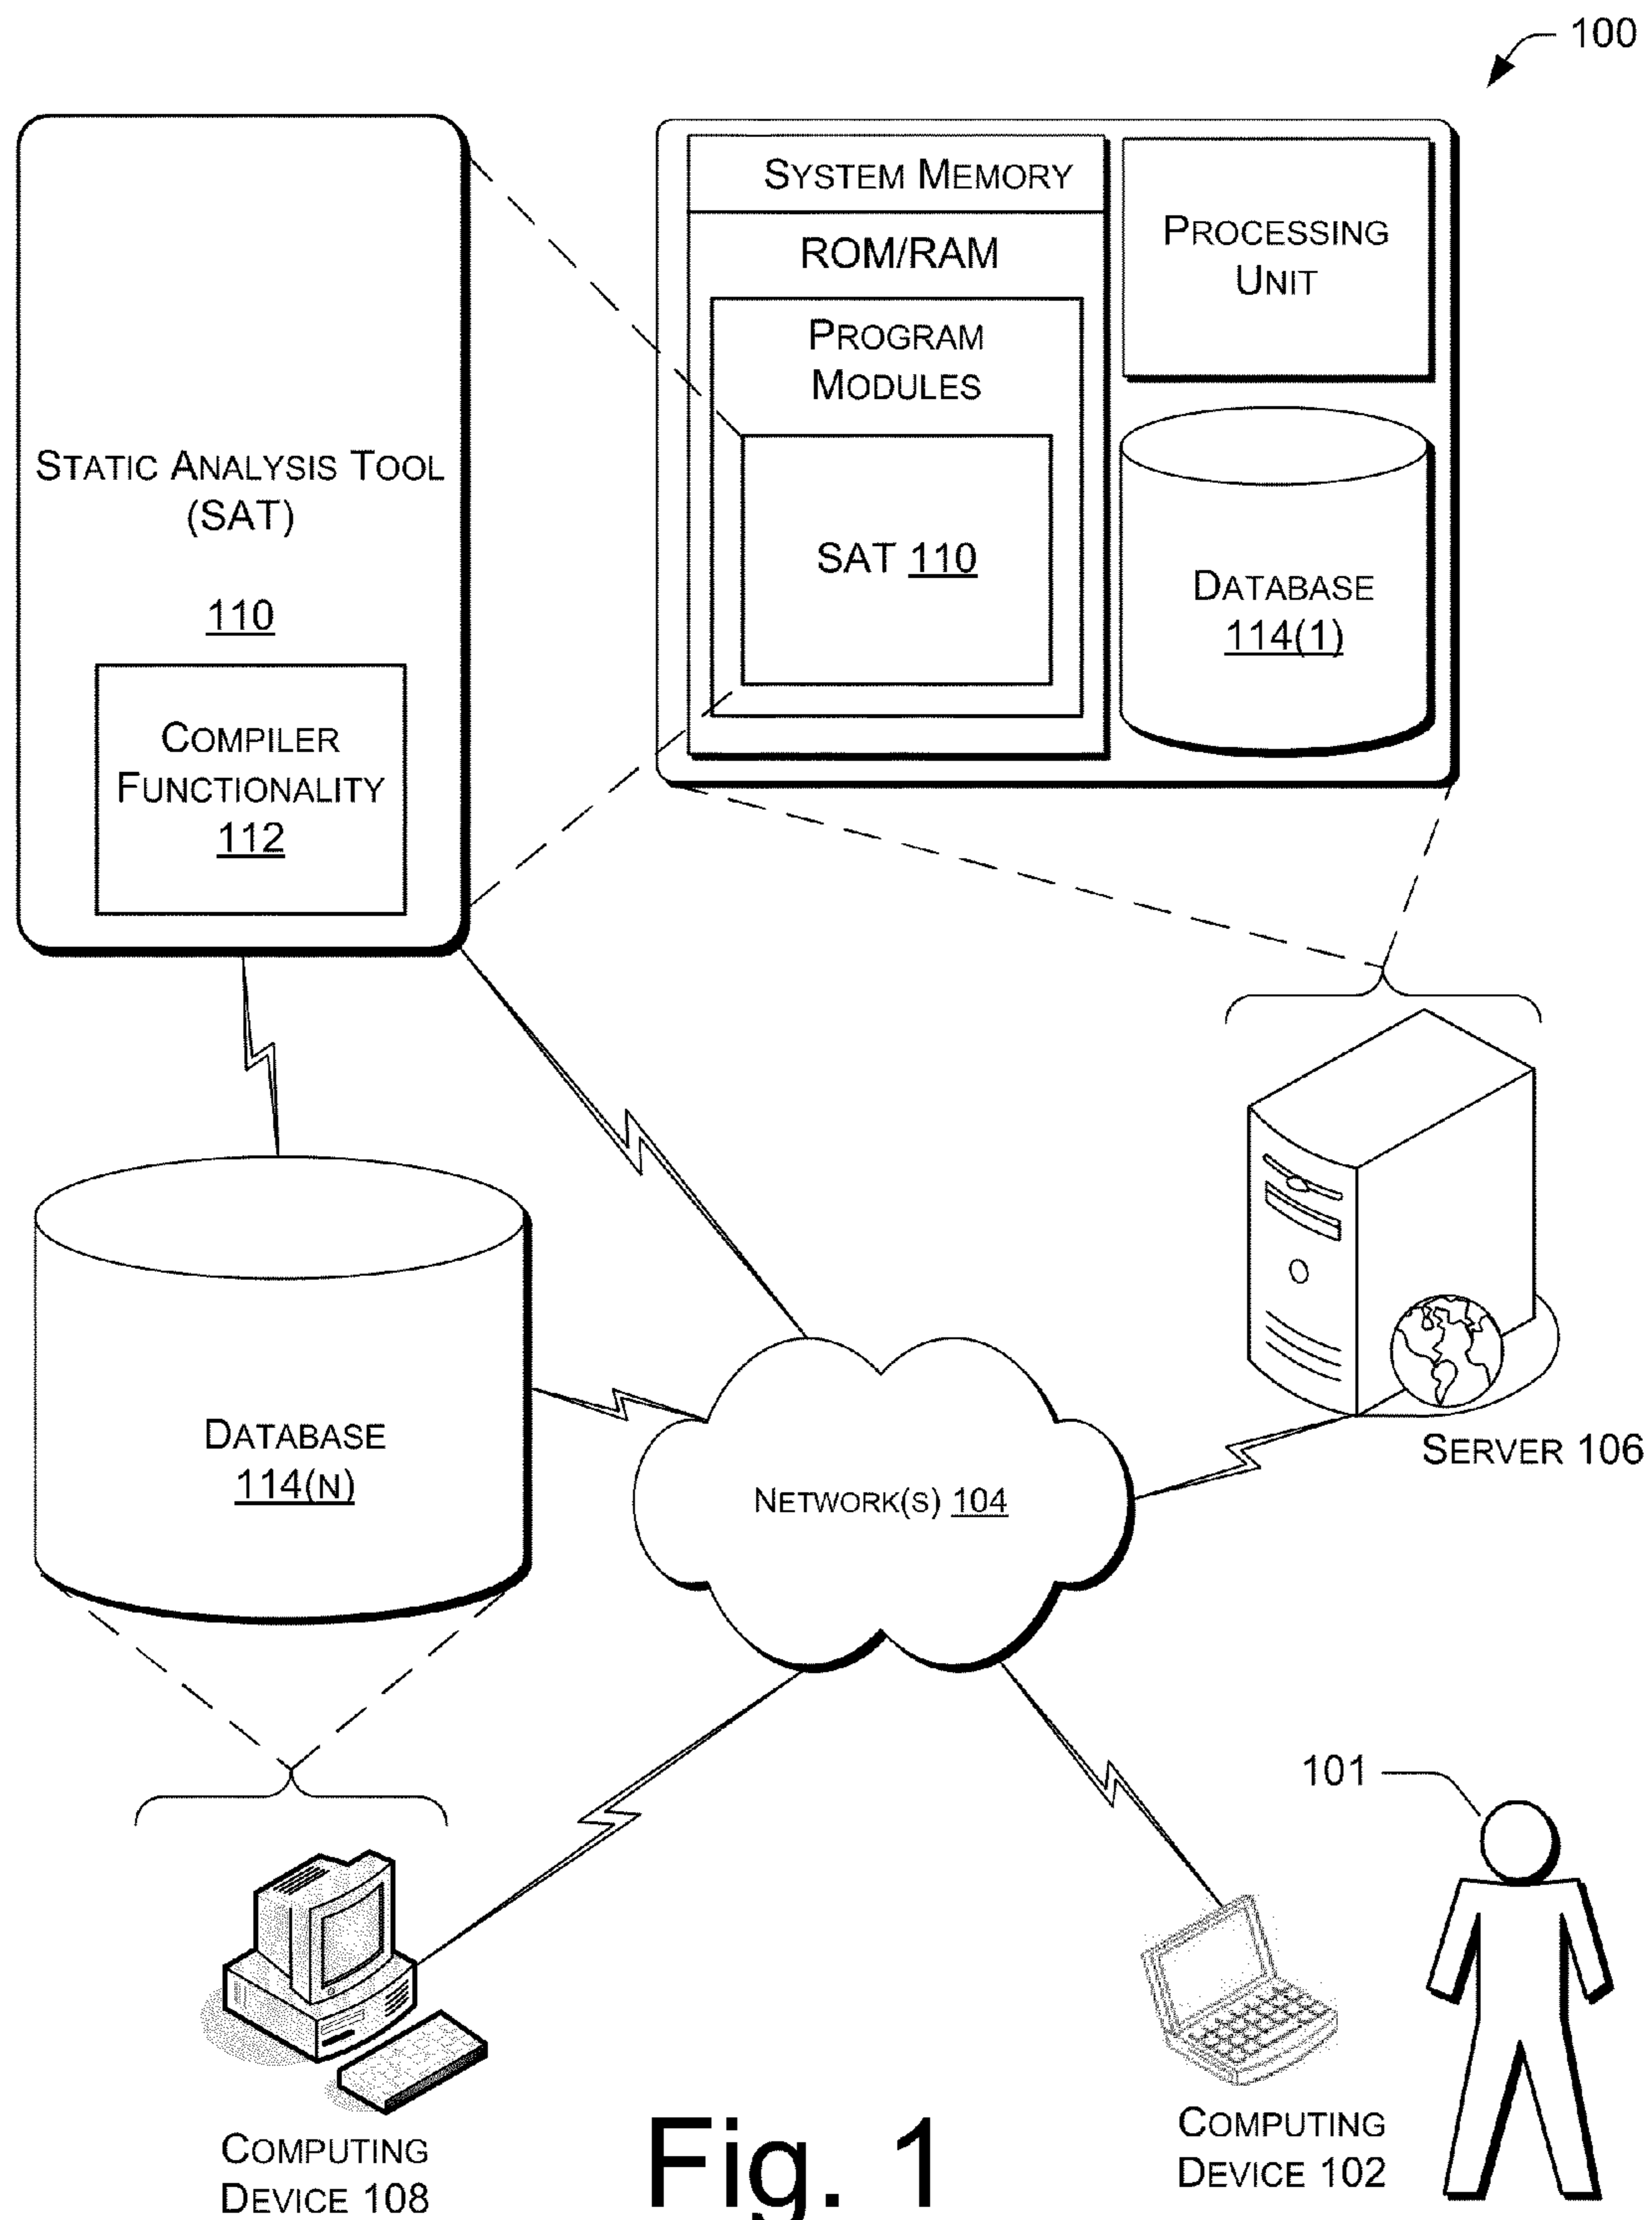 100
SYSTEM MEMORY
ROM/RAM
PROGRAM
MODULES
SAT 110
PROCESSING
UNIT
DATABASE
114(1)
STATIC ANALYSIS TOOL
(SAT)
110
COMPILER
FUNCTIONALITY
112
DATABASE
114(N)
NETWORK(S) 104
SERVER 106
101
COMPUTING
DEVICE 108
COMPUTING
DEVICE 102
Fig. 1